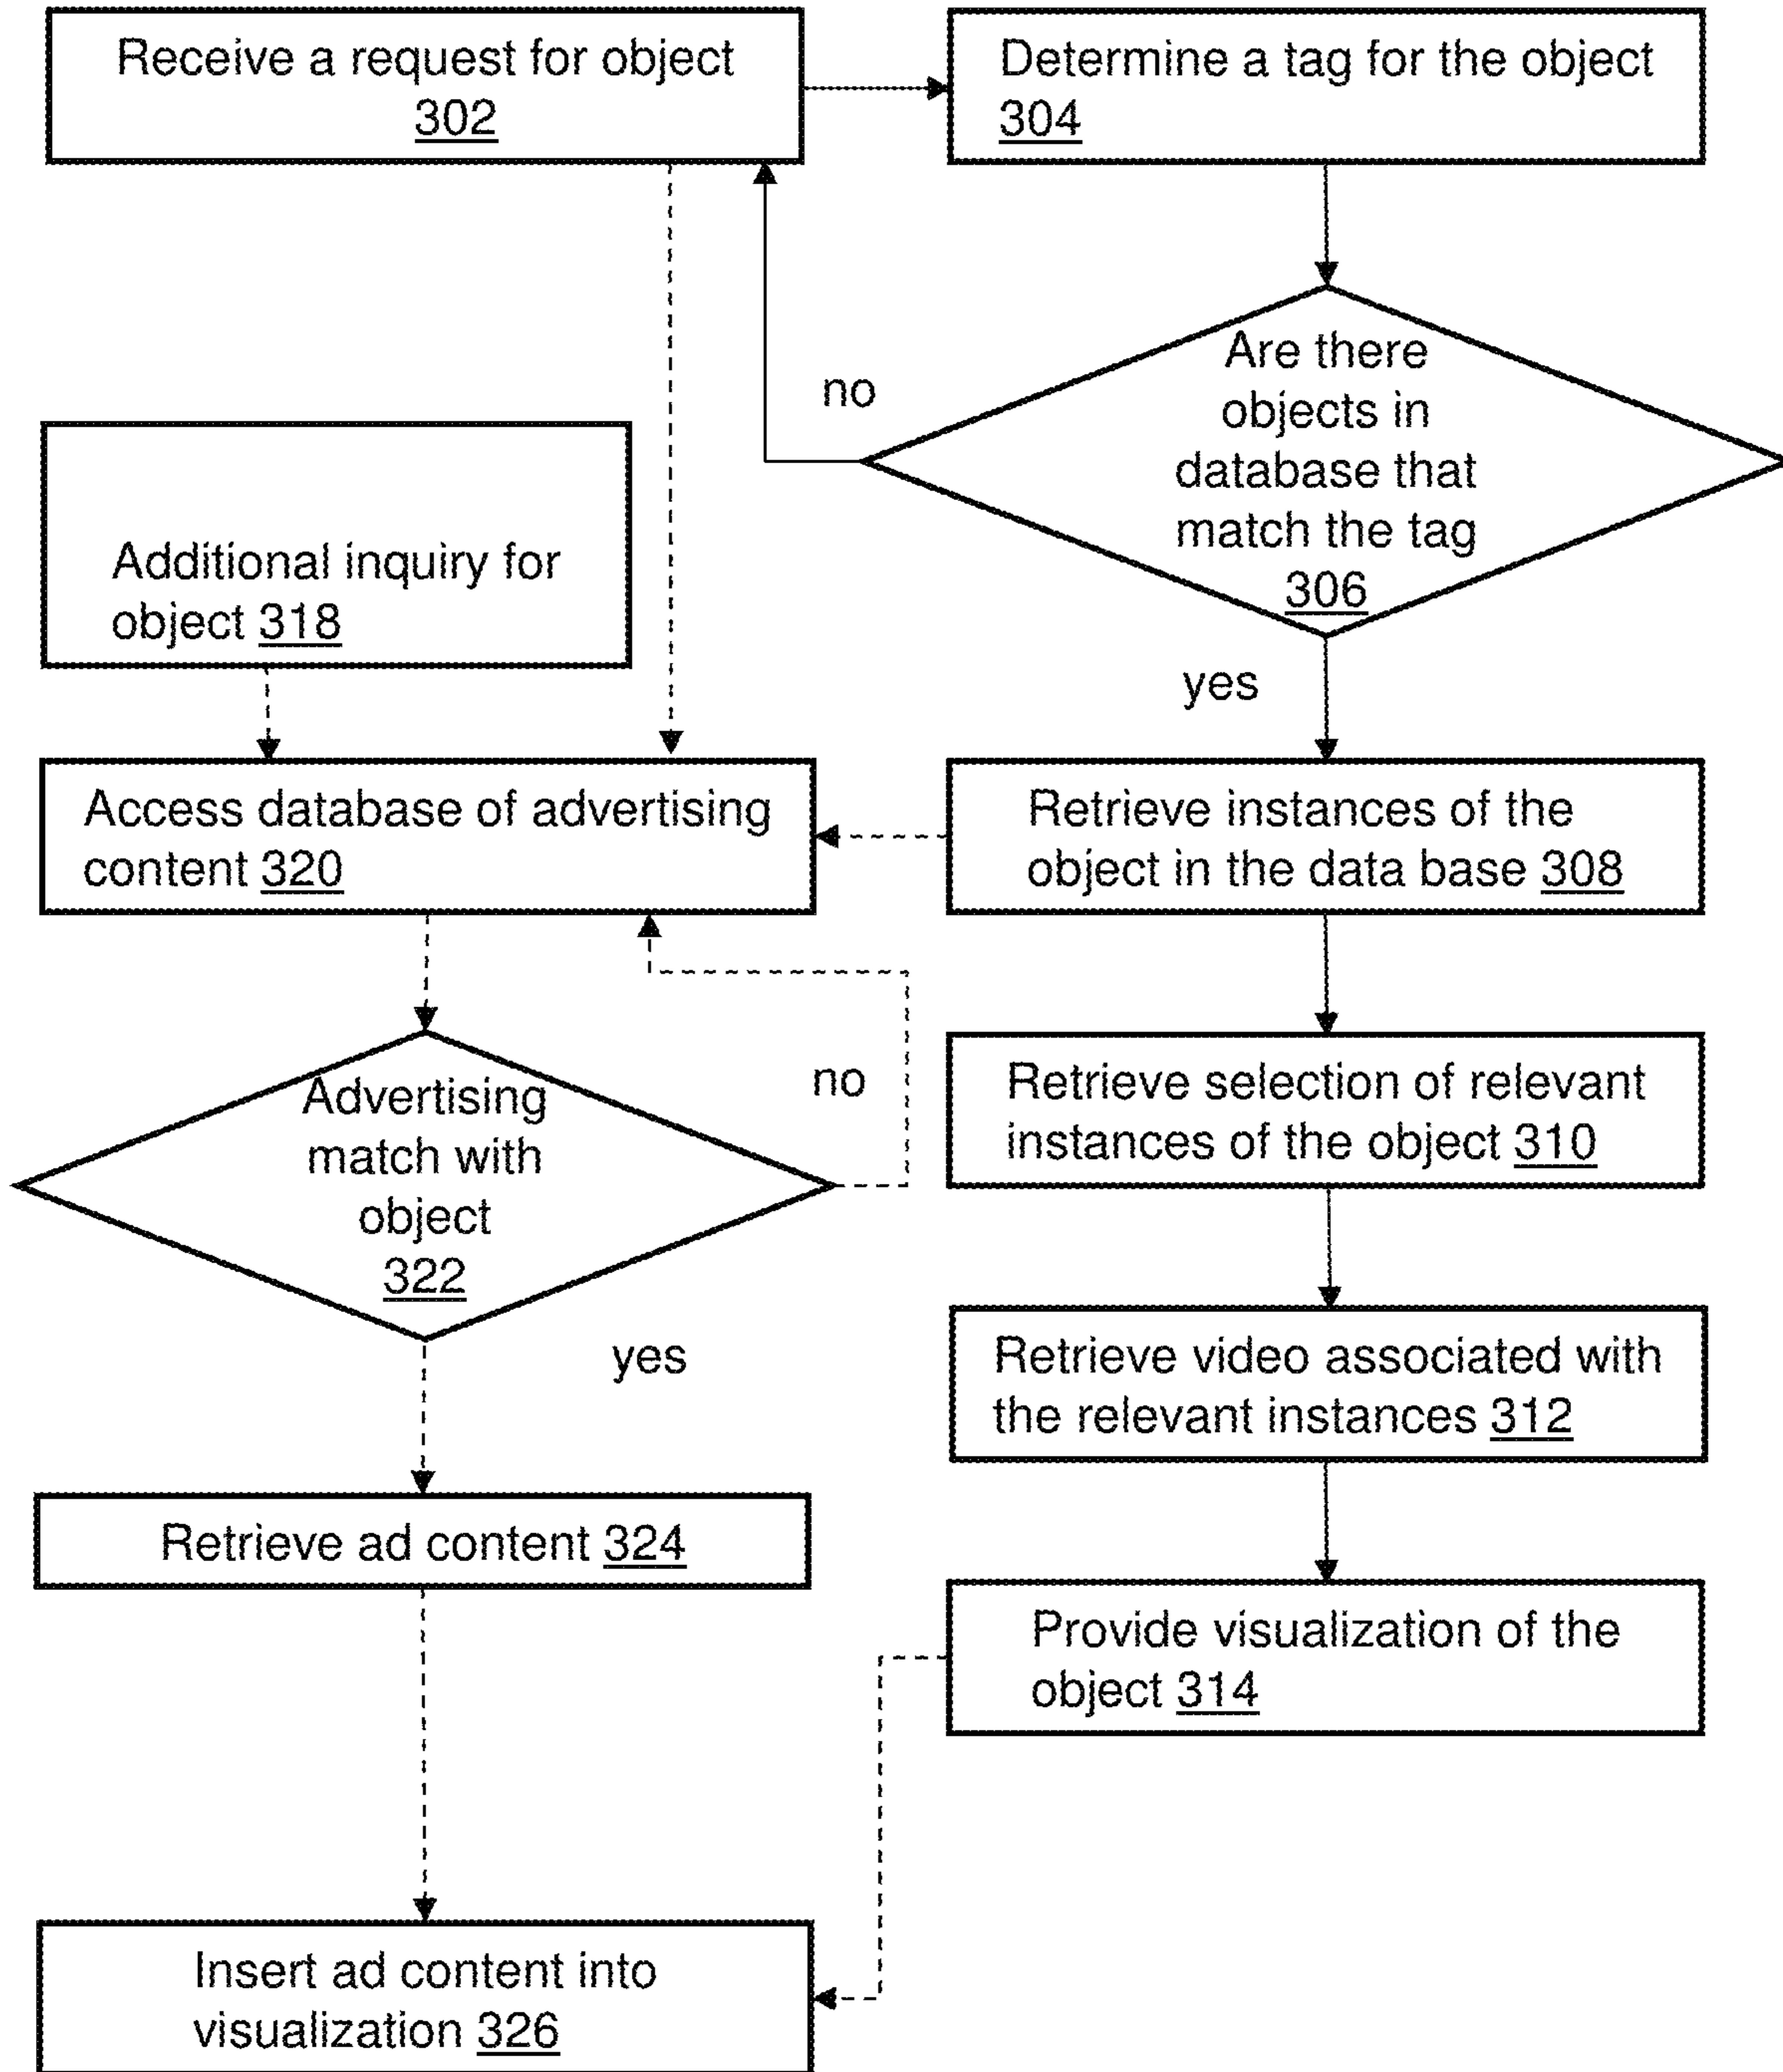 Receive a request for object
302
Determine a tag for the object
304
Are there
objects in
database that
match the tag
306
no
yes
Additional inquiry for
object 318
Access database of advertising
content 320
Retrieve instances of the
object in the data base 308
Advertising
match with
object
322
no
yes
Retrieve selection of relevant
instances of the object 310
Retrieve video associated with
the relevant instances 312
Retrieve ad content 324
Provide visualization of the
object 314
Insert ad content into
visualization 326